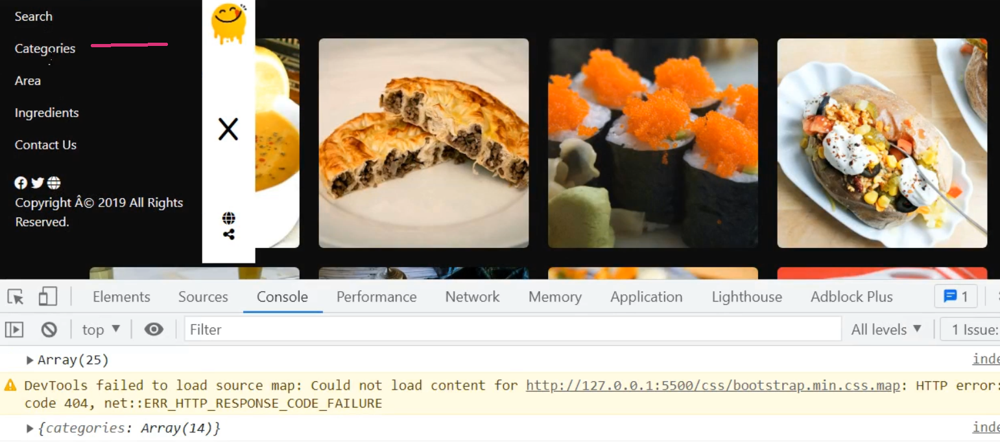 Search
Categories
Area
Ingredients
Contact Us
Copyright Â© 2019 All Rights
Reserved.
Elements Sources Console Performance Network Memory Application Lighthouse Adblock Plus 1
top Filter All levels 1 Issue:
Array(25) inde
DevTools failed to load source map: Could not load content for http://127.0.0.1:5500/css/bootstrap.min.css.map: HTTP error:
code 404, net::ERR_HTTP_RESPONSE_CODE_FAILURE
{categories: Array(14)} inde